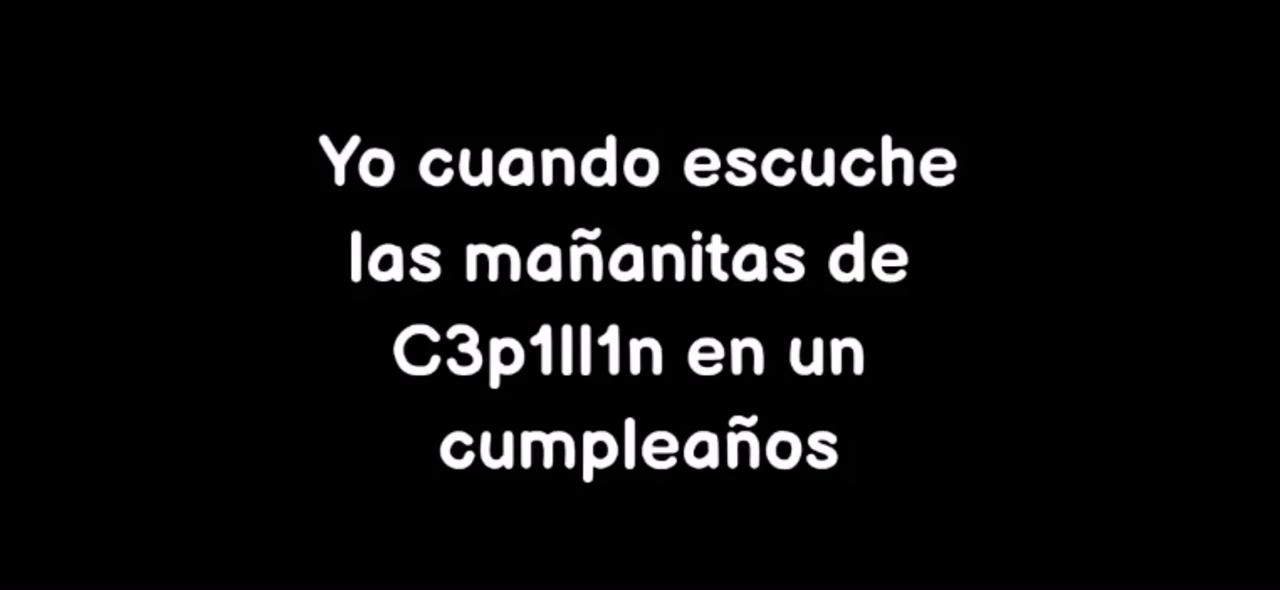 Yo cuando escuche
las mañanitas de
C3p1ll1n en un
cumpleaños